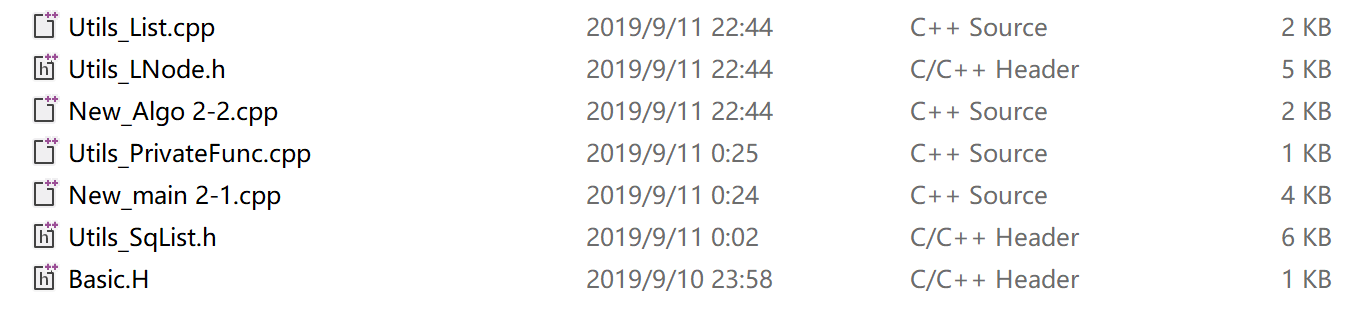 Utils_List.cpp 2019/9/11 22:44 C++ Source 2 KB
Utils_LNode.h 2019/9/11 22:44 C/C++ Header 5 KB
New_Algo 2-2.cpp 2019/9/11 22:44 C++ Source 2 KB
Utils_PrivateFunc.cpp 2019/9/11 0:25 C++ Source 1 KB
New_main 2-1.cpp 2019/9/11 0:24 C++ Source 4 KB
Utils_SqList.h 2019/9/11 0:02 C/C++ Header 6 KB
Basic.H 2019/9/10 23:58 C/C++ Header 1 KB